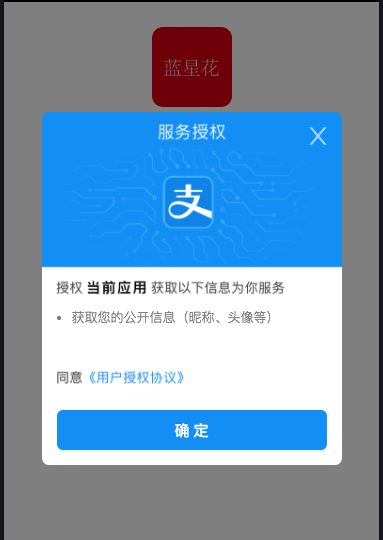 蓝星花
服务授权
支
授权 当前应用 获取以下信息为你服务
• 获取您的公开信息（昵称、头像等）
同意《用户授权协议》
确 定